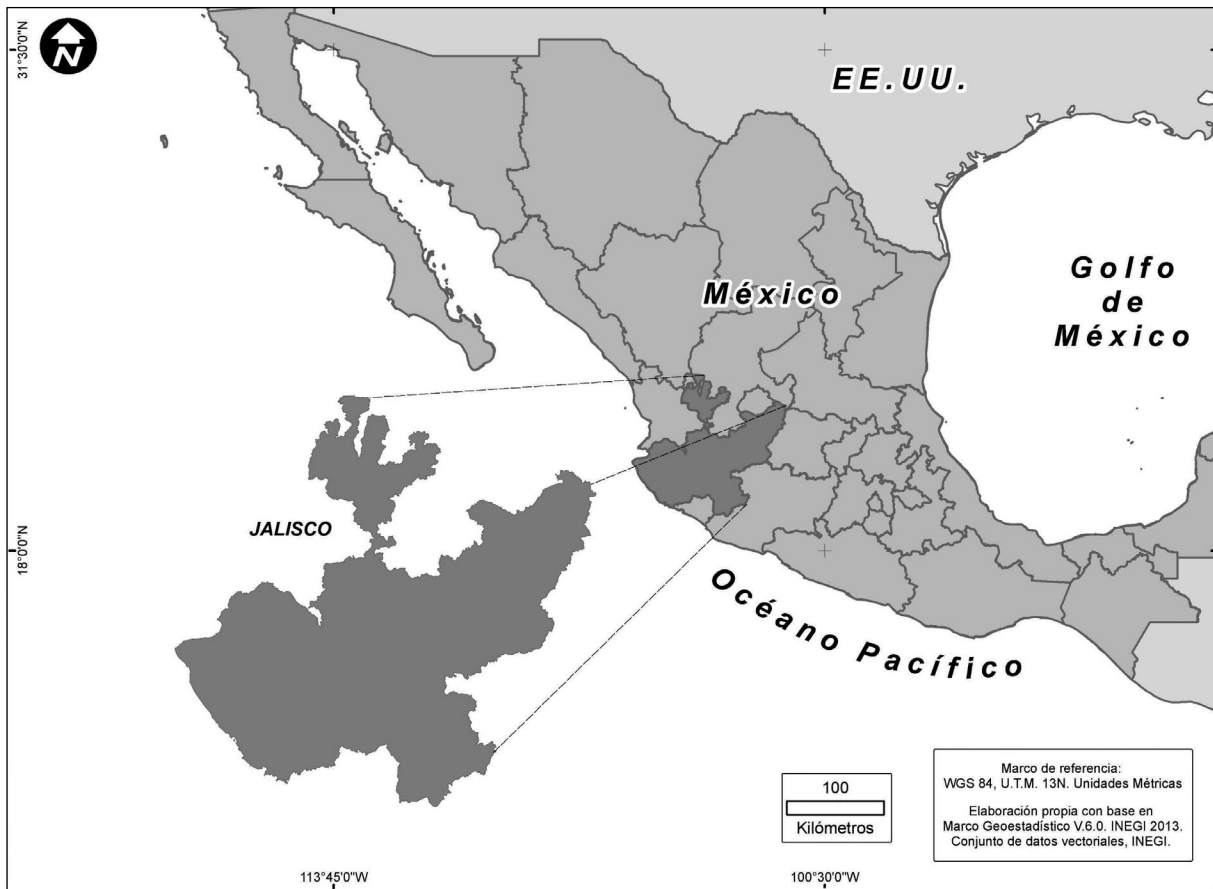 N
31°30'0"N
EE.UU.
México
Golfo
de
México
JALISCO
18°0'0"N
Océano Pacífico
100
Kilómetros
Marco de referencia:
WGS 84, U.T.M. 13N. Unidades Métricas
Elaboración propia con base en
Marco Geoestadístico V.6.0. INEGI 2013.
Conjunto de datos vectoriales, INEGI.
113°45'0"W
100°30'0"W